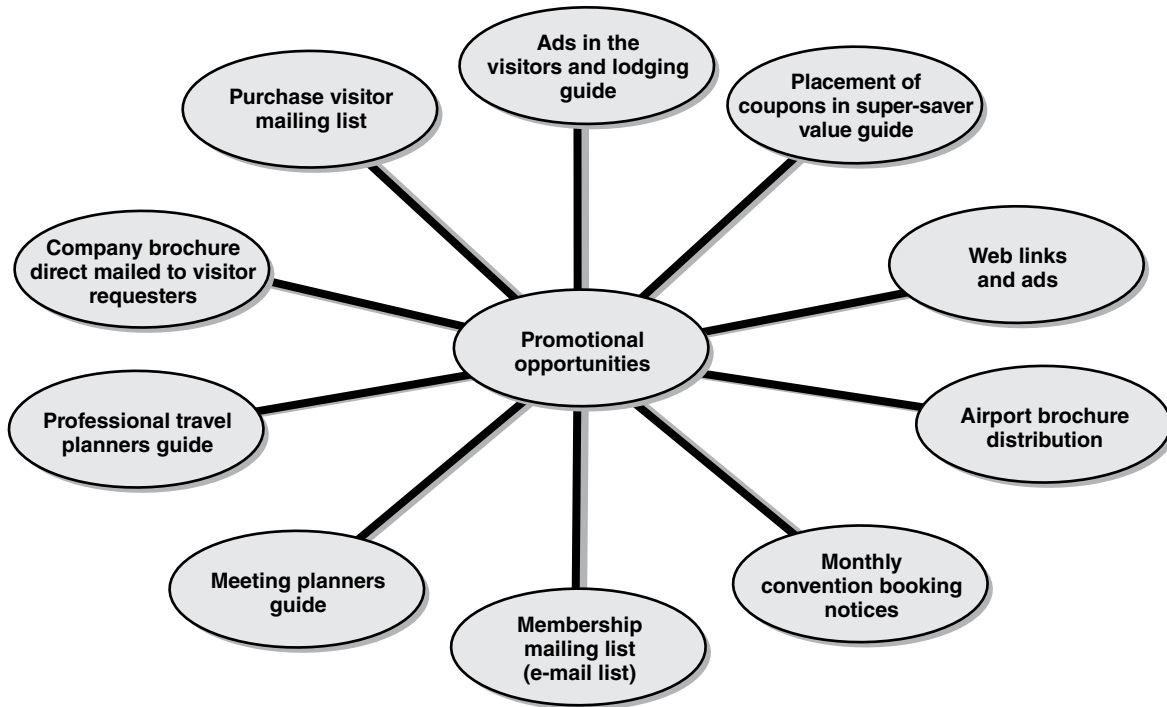 Ads in the
visitors and lodging
guide
Placement of
coupons in super-saver
value guide
Purchase visitor
mailing list
Company brochure
direct mailed to visitor
requesters
Web links
and ads
Promotional
opportunities
Professional travel
planners guide
Airport brochure
distribution
Meeting planners
guide
Membership
mailing list
(e-mail list)
Monthly
convention booking
notices